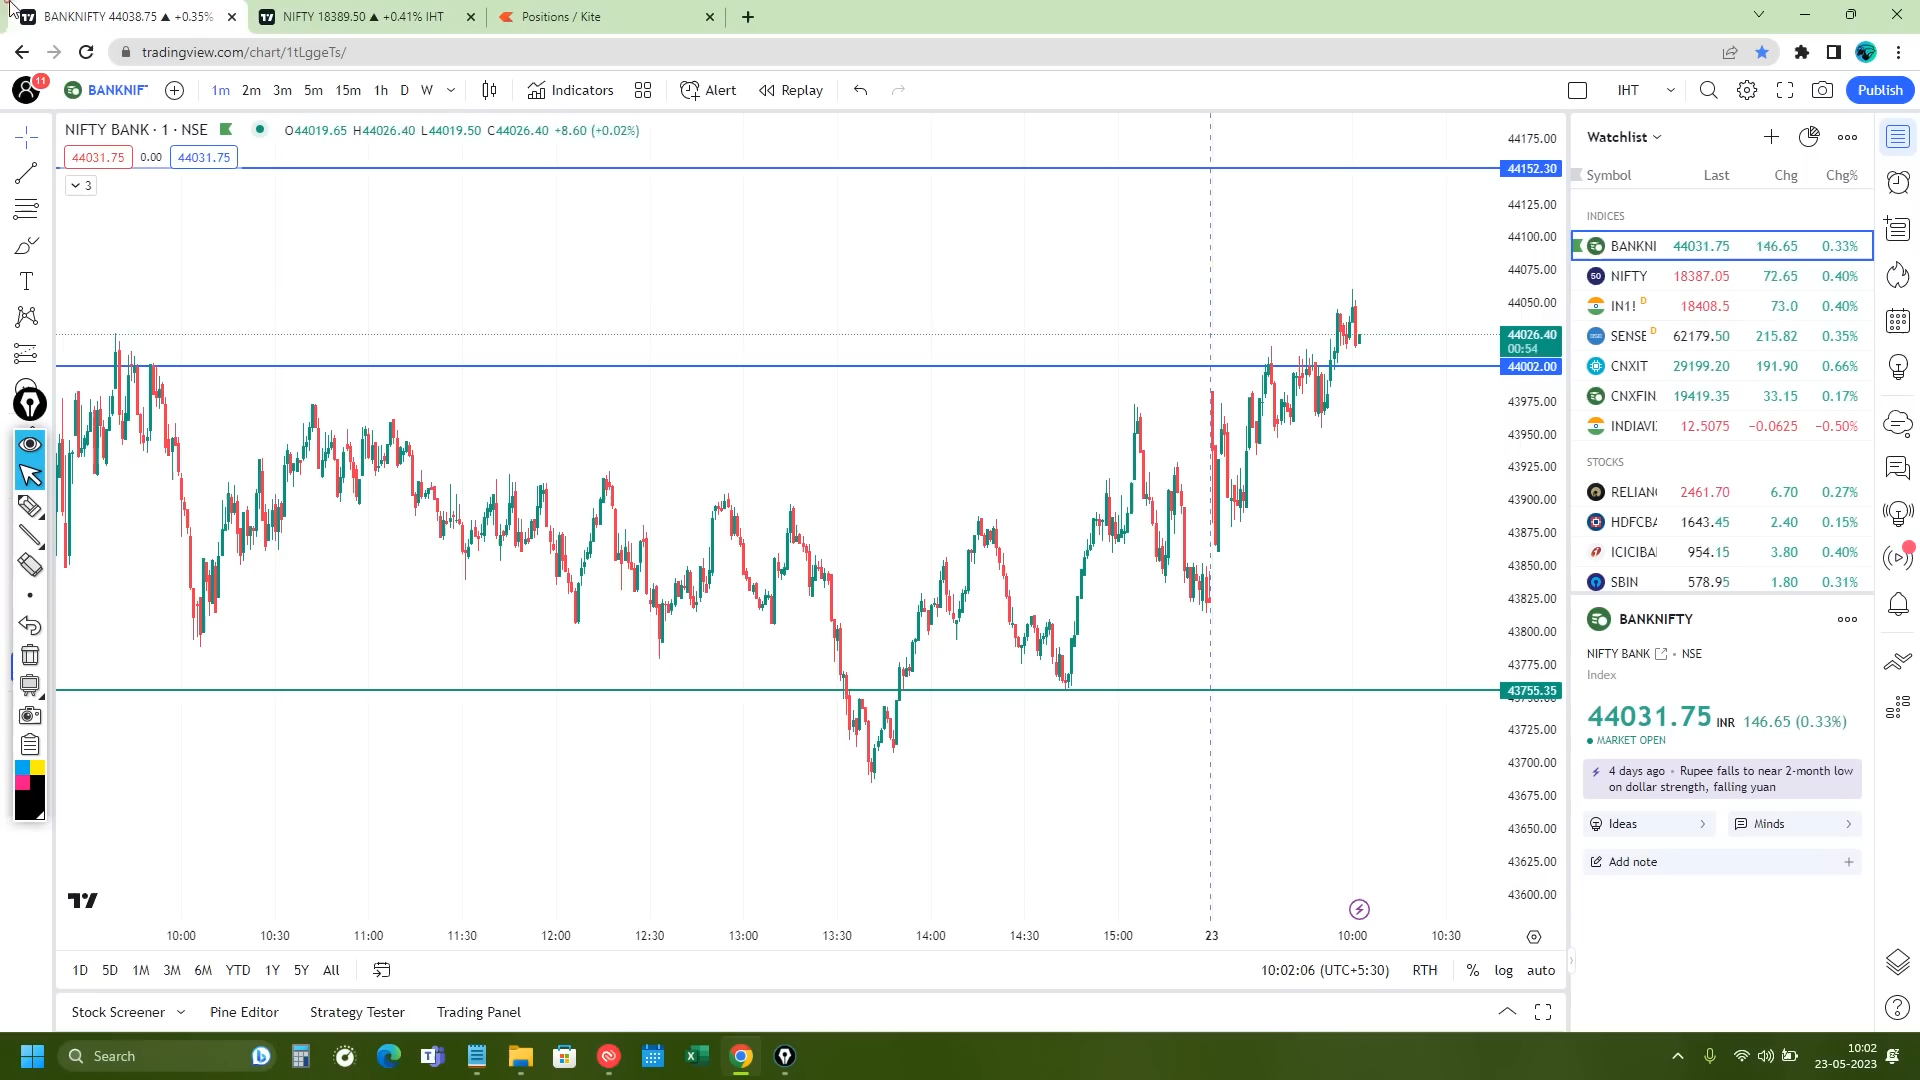 BANKNIFTY 44038.75 ▲ +0.35%
NIFTY 18389.50 ▲ +0.41% IHT
Positions / Kite
tradingview.com/chart/1tLggeTs/
11
BANKNIF
1m 2m 3m 5m 15m 1h D W
Indicators
Alert
Replay
IHT
Publish
NIFTY BANK · 1 · NSE
O44019.65 H44026.40 L44019.50 C44026.40 +8.60 (+0.02%)
44031.75 0.00 44031.75
3
44175.00
44152.30
44125.00
44100.00
44075.00
44050.00
44026.40
00:54
44002.00
43975.00
43950.00
43925.00
43900.00
43875.00
43850.00
43825.00
43800.00
43775.00
43755.35
43725.00
43700.00
43675.00
43650.00
43625.00
43600.00
10:00 10:30 11:00 11:30 12:00 12:30 13:00 13:30 14:00 14:30 15:00 23 10:00 10:30
1D 5D 1M 3M 6M YTD 1Y 5Y All
10:02:06 (UTC+5:30) RTH % log auto
Stock Screener Pine Editor Strategy Tester Trading Panel
Watchlist
Symbol Last Chg Chg%
INDICES
BANKNI 44031.75 146.65 0.33%
50 NIFTY 18387.05 72.65 0.40%
IN1! D 18408.5 73.0 0.40%
SENSE D 62179.50 215.82 0.35%
CNXIT 29199.20 191.90 0.66%
CNXFIN 19419.35 33.15 0.17%
INDIAVI 12.5075 −0.0625 −0.50%
STOCKS
RELIAN 2461.70 6.70 0.27%
HDFCBA 1643.45 2.40 0.15%
ICICIBA 954.15 3.80 0.40%
SBIN 578.95 1.80 0.31%
BANKNIFTY
NIFTY BANK • NSE
Index
44031.75 INR 146.65 (0.33%)
MARKET OPEN
4 days ago • Rupee falls to near 2-month low
on dollar strength, falling yuan
Ideas
Minds
Add note
Search
10:02
23-05-2023